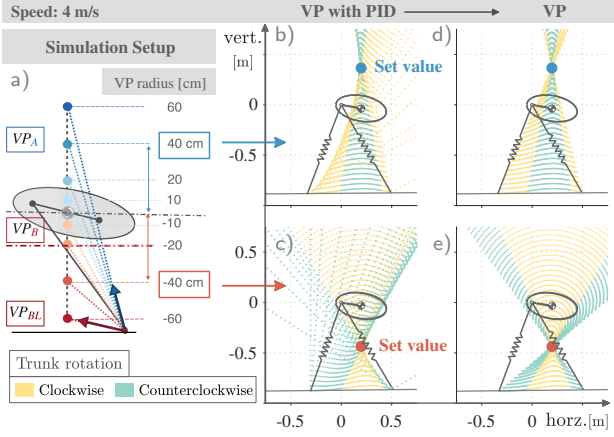 Speed: 4 m/s
VP with PID
VP
Simulation Setup
a)
VP radius [cm]
60
VP_A
40 cm
20
10
-10
VP_B
-20
-40 cm
VP_BL
-60
Trunk rotation
Clockwise
Counterclockwise
vert.
[m]
b)
Set value
0
-0.5
d)
c)
0.5
0
Set value
-0.5
e)
-0.5
0
0.5
-0.5
0
horz.[m]